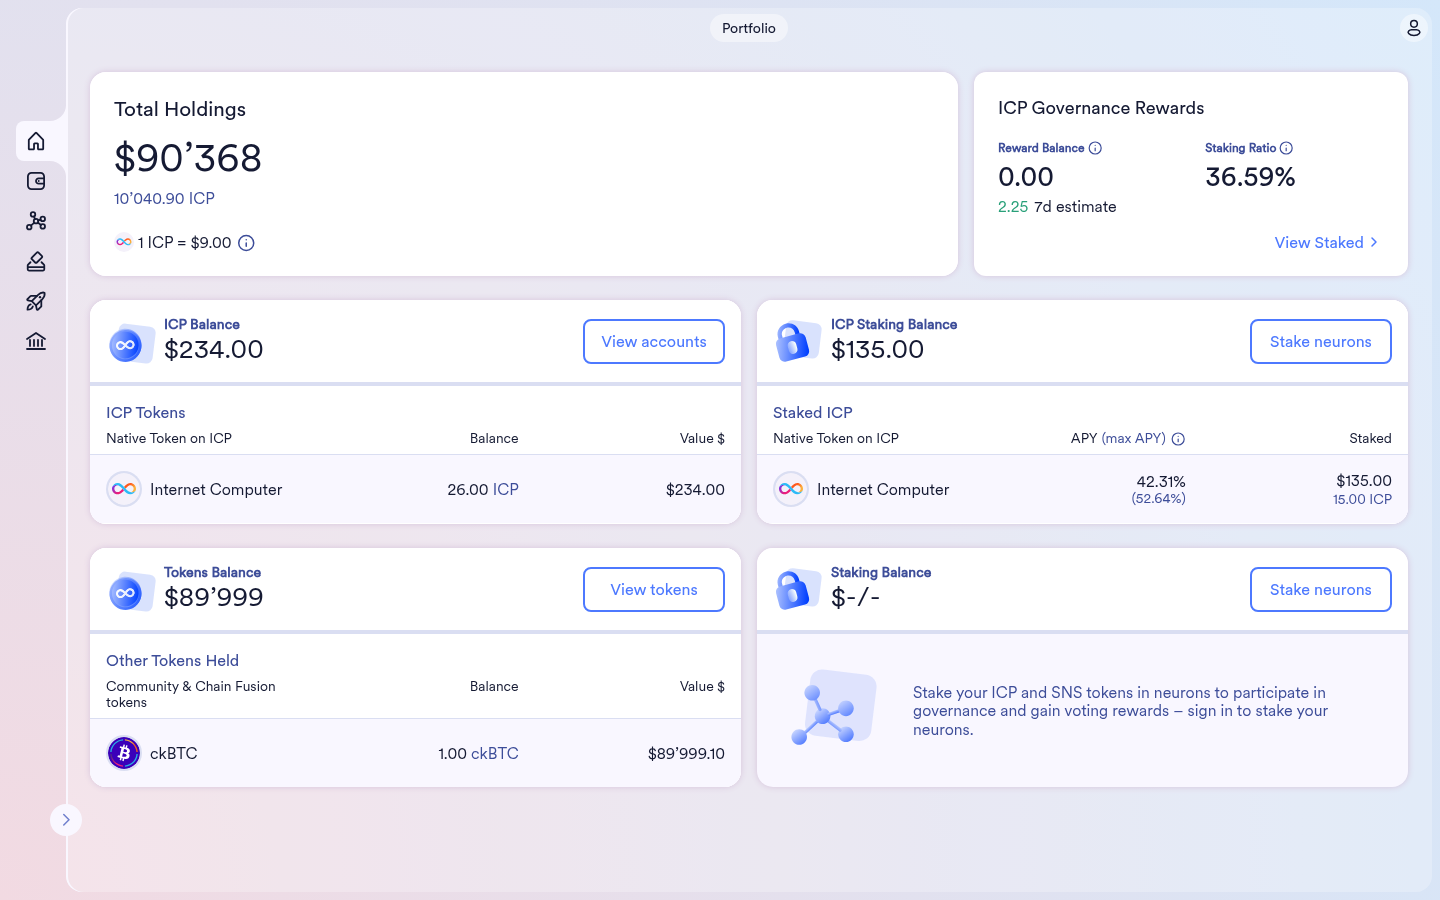 Portfolio
Total Holdings
$90’368
10’040.90 ICP
1 ICP = $9.00
ICP Governance Rewards
Reward Balance
Staking Ratio
0.00
36.59%
2.25 7d estimate
View Staked
ICP Balance
$234.00
View accounts
ICP Tokens
Native Token on ICP
Balance
Value $
Internet Computer
26.00 ICP
$234.00
ICP Staking Balance
$135.00
Stake neurons
Staked ICP
Native Token on ICP
APY (max APY)
Staked
Internet Computer
42.31%
(52.64%)
$135.00
15.00 ICP
Tokens Balance
$89’999
View tokens
Other Tokens Held
Community & Chain Fusion
tokens
Balance
Value $
ckBTC
1.00 ckBTC
$89’999.10
Staking Balance
$-/-
Stake neurons
Stake your ICP and SNS tokens in neurons to participate in
governance and gain voting rewards – sign in to stake your
neurons.